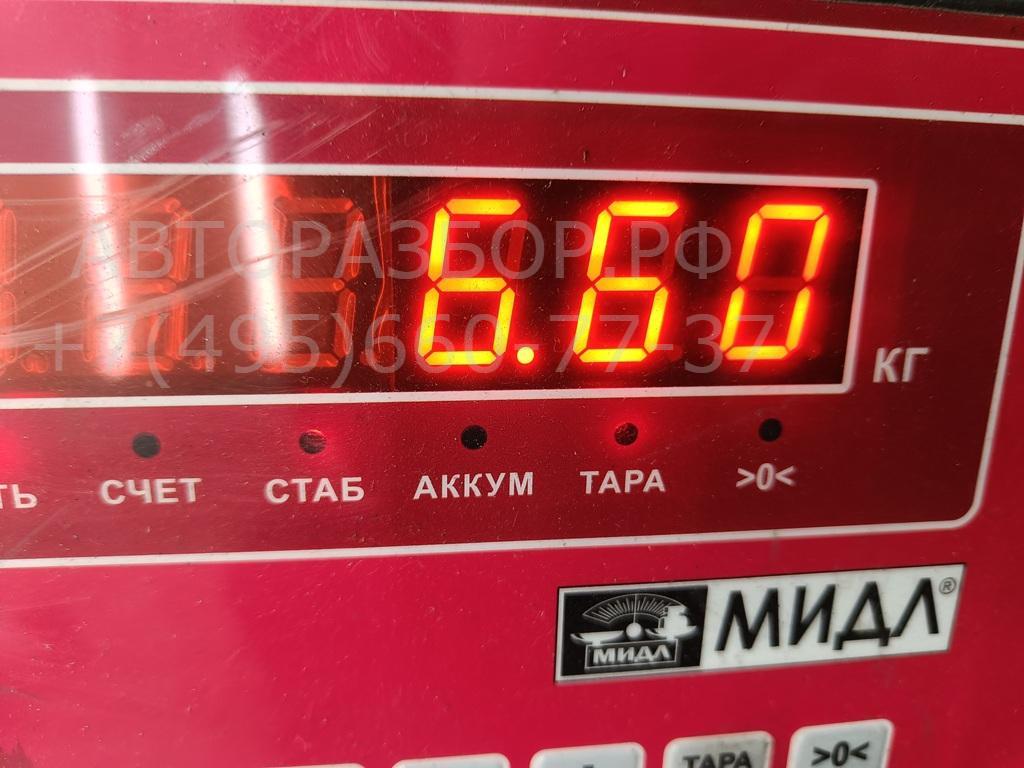 6.60
АВТОРАЗБОР.РФ
+7(495)660-77-37
КГ
ТЬ СЧЕТ СТАБ АККУМ ТАРА >0<
МИДЛ МИДЛ®
ТАРА >0<